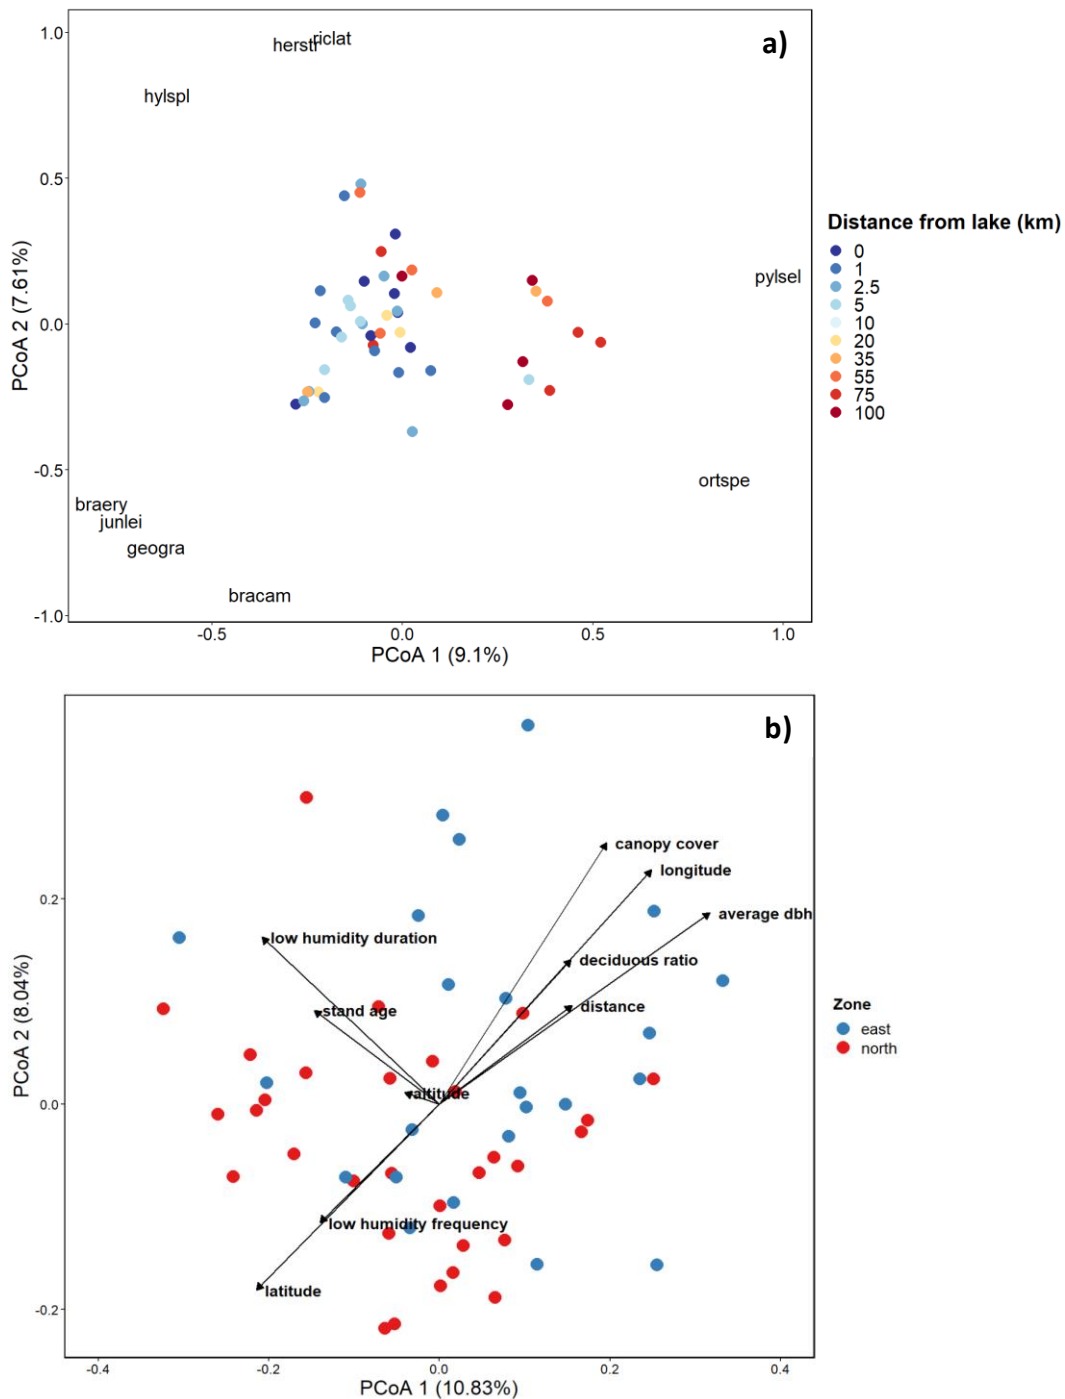 a)
1.0
0.5
0.0
-0.5
-1.0
PCoA 2 (7.61%)
riclat
herstr
hylspl
pylsel
ortspe
braery
junlei
geogra
bracam
-0.5
0.0
0.5
1.0
PCoA 1 (9.1%)
Distance from lake (km)
0
1
2.5
5
10
20
35
55
75
100
b)
0.2
0.0
-0.2
PCoA 2 (8.04%)
canopy cover
longitude
average dbh
low humidity duration
deciduous ratio
stand age
distance
altitude
low humidity frequency
latitude
-0.4
-0.2
0.0
0.2
0.4
PCoA 1 (10.83%)
Zone
east
north